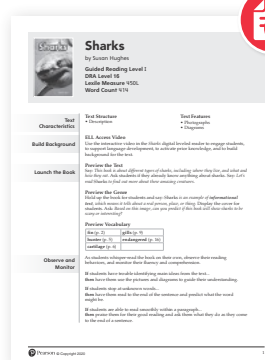 Sharks
Sharks
by Susan Hughes
Guided Reading Level I
DRA Level 16
Lexile Measure 450L
Word Count 414
Text
Characteristics
Text Structure
• Description
Text Features
• Photographs
• Diagrams
Build Background
ELL Access Video
Use the interactive video in the Sharks digital leveled reader to engage students,
to support language development, to activate prior knowledge, and to build
background for the text.
Launch the Book
Preview the Text
Say: This book is about different types of sharks, including where they live, and what and
how they eat. Ask students if they already know anything about sharks. Say: Let's
read Sharks to find out more about these amazing creatures.
Preview the Genre
Hold up the book for students and say: Sharks is an example of informational
text, which means it tells about a real person, place, or thing. Display the cover for
students. Ask: Based on this image, can you predict if this book will show sharks to be
scary or interesting?
Preview Vocabulary
fin (p. 2)
gills (p. 9)
hunter (p. 5)
endangered (p. 16)
cartilage (p. 6)
Observe and
Monitor
As students whisper-read the book on their own, observe their reading
behaviors, and monitor their fluency and comprehension.
If students have trouble identifying main ideas from the text…
then have them use the pictures and diagrams to guide their understanding.
If students stop at unknown words…
then have them read to the end of the sentence and predict what the word
might be.
If students are able to read smoothly within a paragraph…
then praise them for their good reading and ask them what they do as they come
to the end of a sentence.
Pearson © Copyright 2020